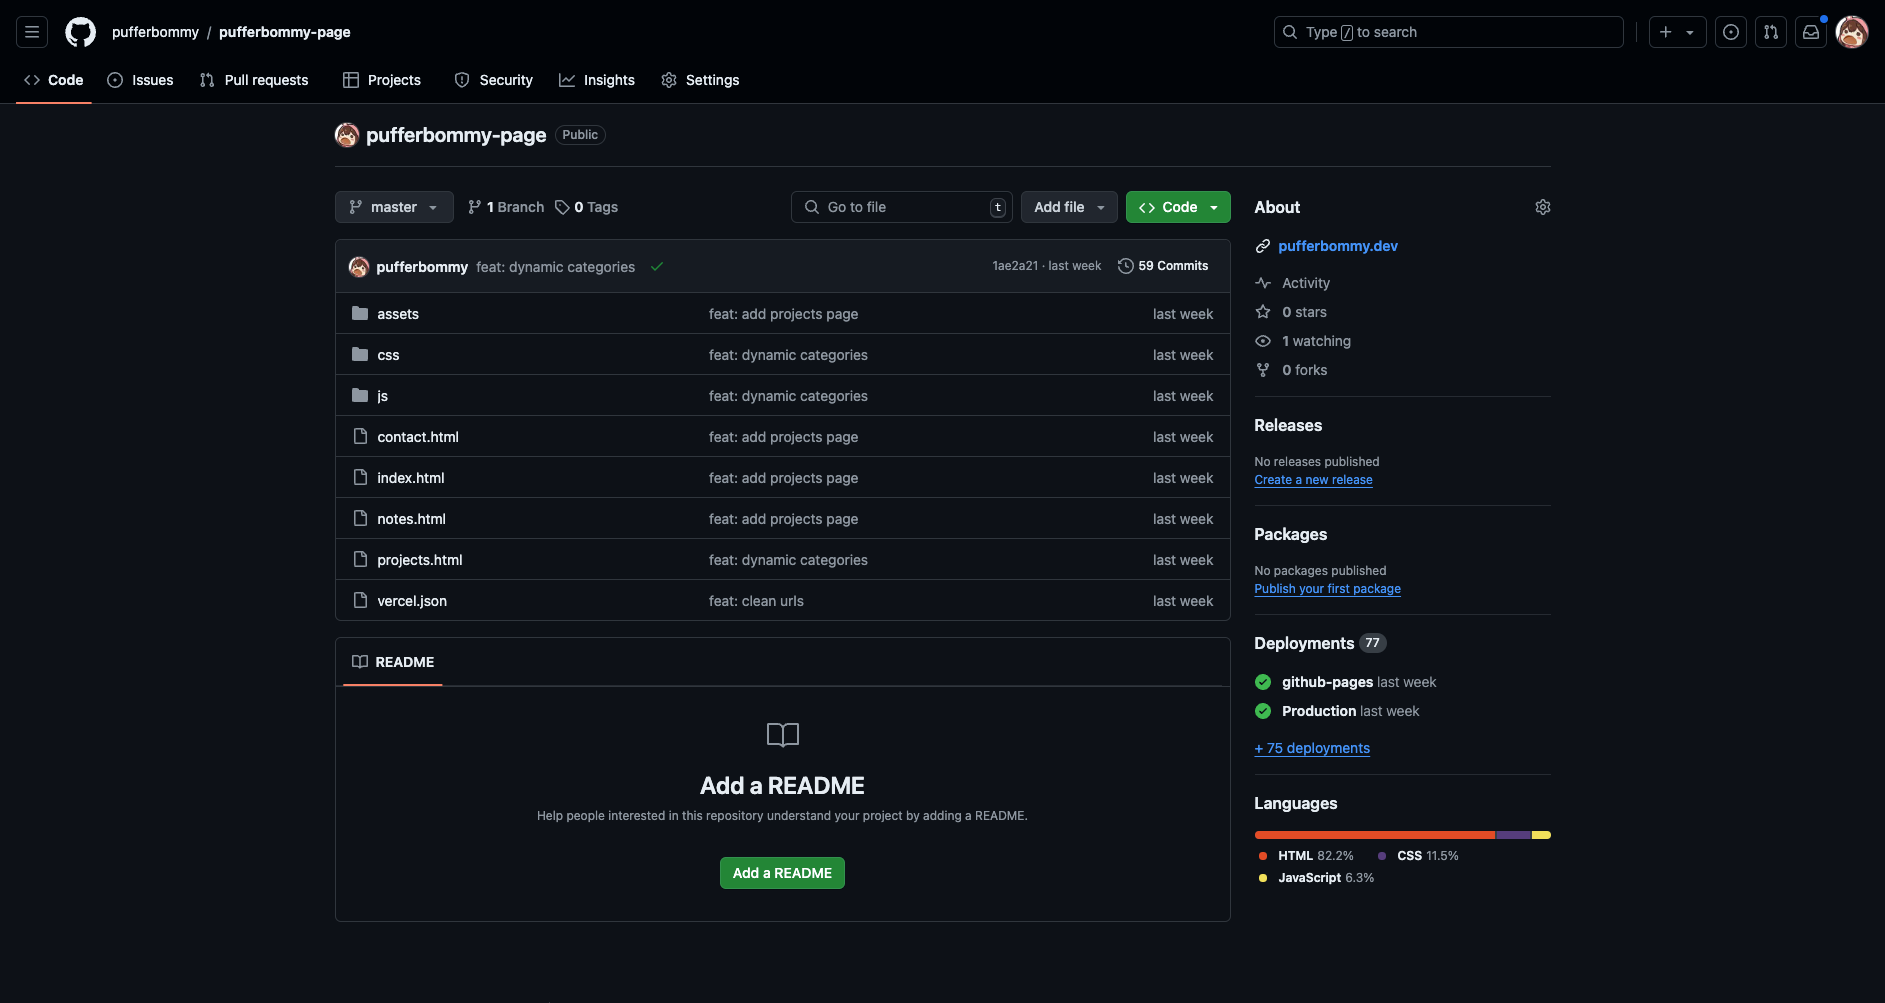 pufferbommy / pufferbommy-page
Type / to search
Code Issues Pull requests Projects Security Insights Settings
pufferbommy-page Public
master 1 Branch 0 Tags Go to file t Add file Code
pufferbommy feat: dynamic categories 1ae2a21 · last week 59 Commits
assets feat: add projects page last week
css feat: dynamic categories last week
js feat: dynamic categories last week
contact.html feat: add projects page last week
index.html feat: add projects page last week
notes.html feat: add projects page last week
projects.html feat: dynamic categories last week
vercel.json feat: clean urls last week
README
Add a README
Help people interested in this repository understand your project by adding a README.
Add a README
About
pufferbommy.dev
Activity
0 stars
1 watching
0 forks
Releases
No releases published
Create a new release
Packages
No packages published
Publish your first package
Deployments 77
github-pages last week
Production last week
+ 75 deployments
Languages
HTML 82.2% CSS 11.5%
JavaScript 6.3%